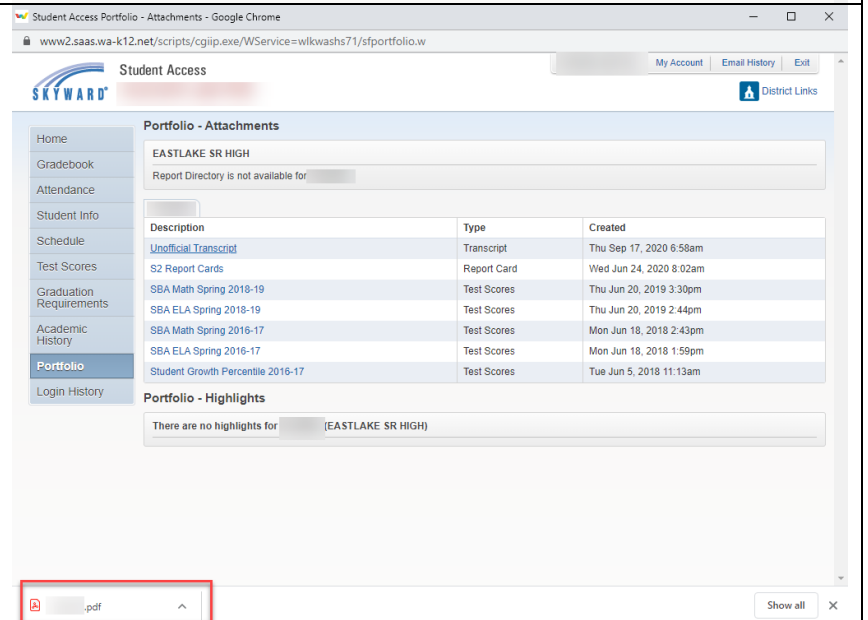 Student Access Portfolio - Attachments - Google Chrome
www2.saas.wa-k12.net/scripts/cgiip.exe/WService=wlkwashs71/sfportfolio.w
SKYWARD®
Student Access
My Account
Email History
Exit
District Links
Home
Gradebook
Attendance
Student Info
Schedule
Test Scores
Graduation
Requirements
Academic
History
Portfolio
Login History
Portfolio - Attachments
EASTLAKE SR HIGH
Report Directory is not available for
Description Type Created
Unofficial Transcript Transcript Thu Sep 17, 2020 6:58am
S2 Report Cards Report Card Wed Jun 24, 2020 8:02am
SBA Math Spring 2018-19 Test Scores Thu Jun 20, 2019 3:30pm
SBA ELA Spring 2018-19 Test Scores Thu Jun 20, 2019 2:44pm
SBA Math Spring 2016-17 Test Scores Mon Jun 18, 2018 2:43pm
SBA ELA Spring 2016-17 Test Scores Mon Jun 18, 2018 1:59pm
Student Growth Percentile 2016-17 Test Scores Tue Jun 5, 2018 11:13am
Portfolio - Highlights
There are no highlights for (EASTLAKE SR HIGH)
.pdf
Show all